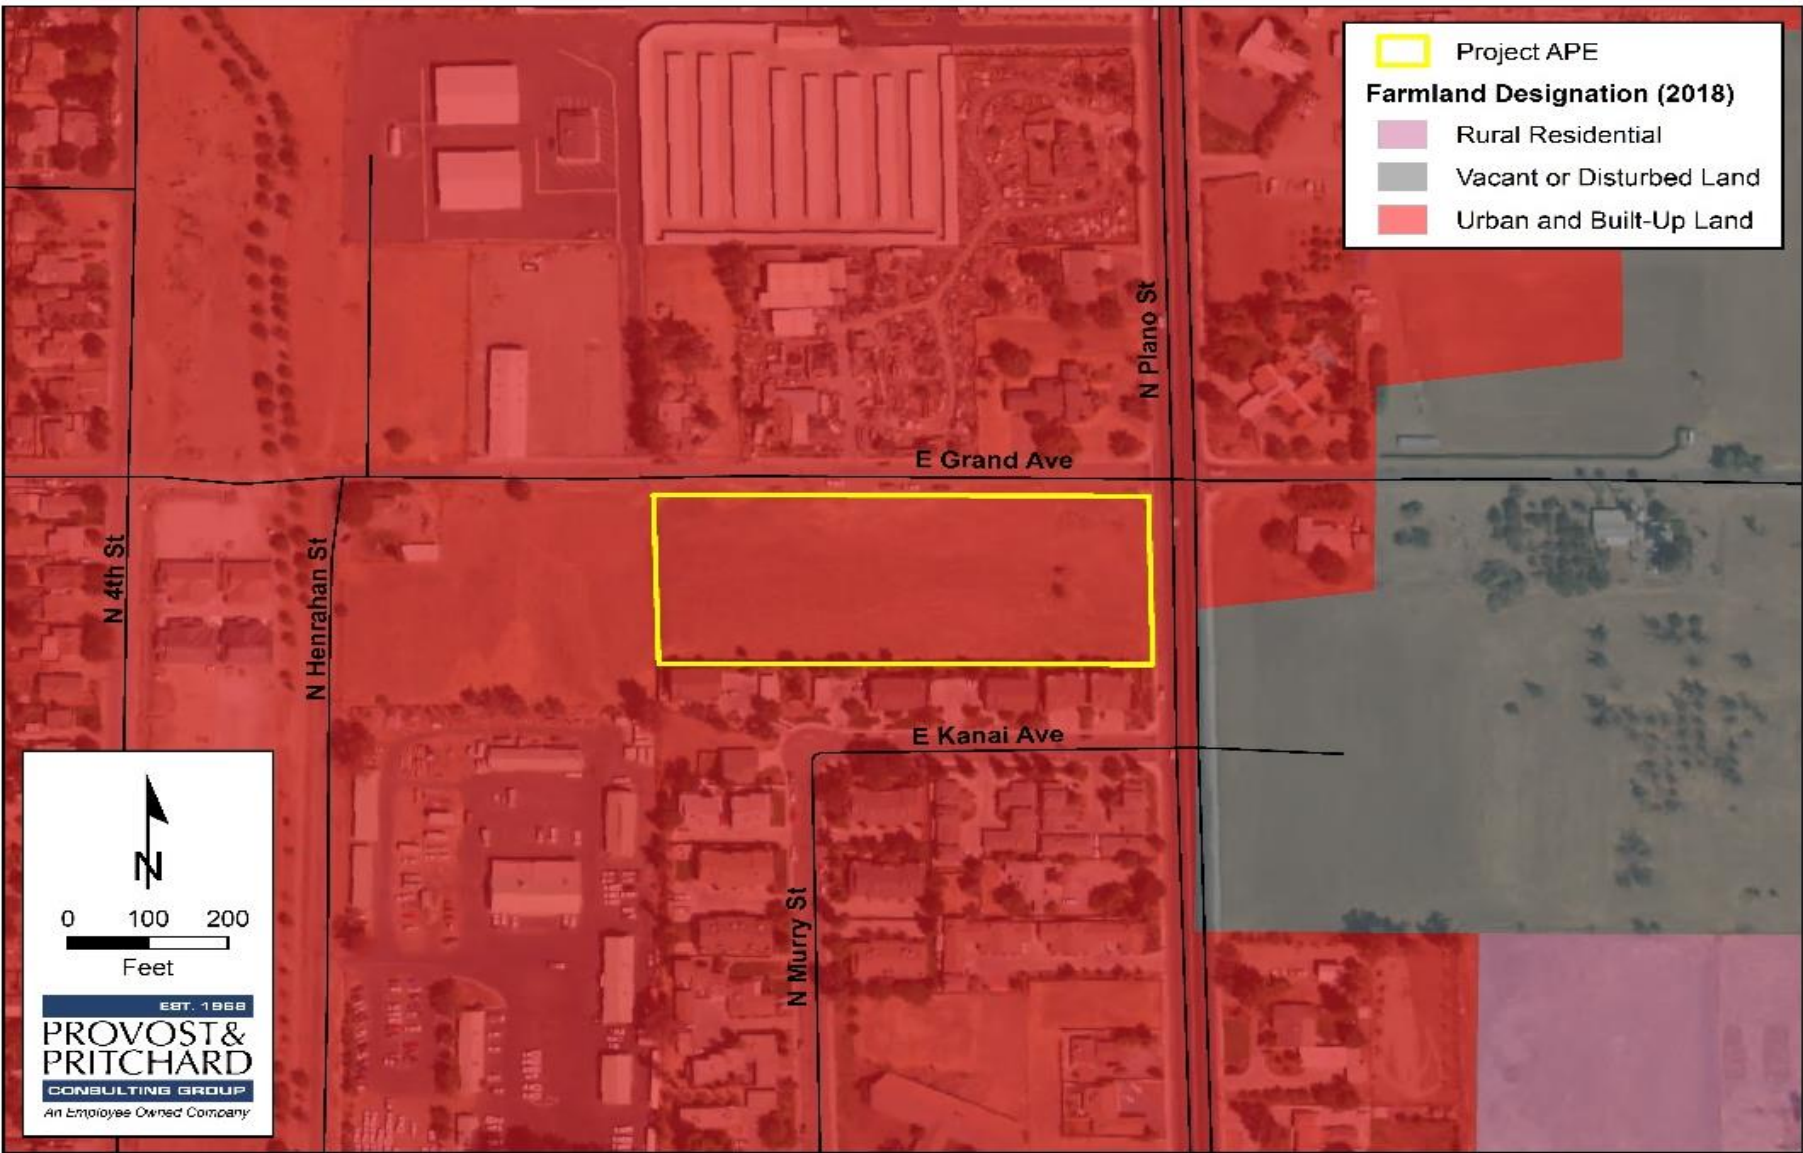 Project APE
Farmland Designation (2018)
Rural Residential
Vacant or Disturbed Land
Urban and Built-Up Land
N Plano St
E Grand Ave
N 4th St
N Henrahan St
E Kanai Ave
N Murry St
N
0 100 200
Feet
EST. 1968
PROVOST&
PRITCHARD
CONSULTING GROUP
An Employee Owned Company